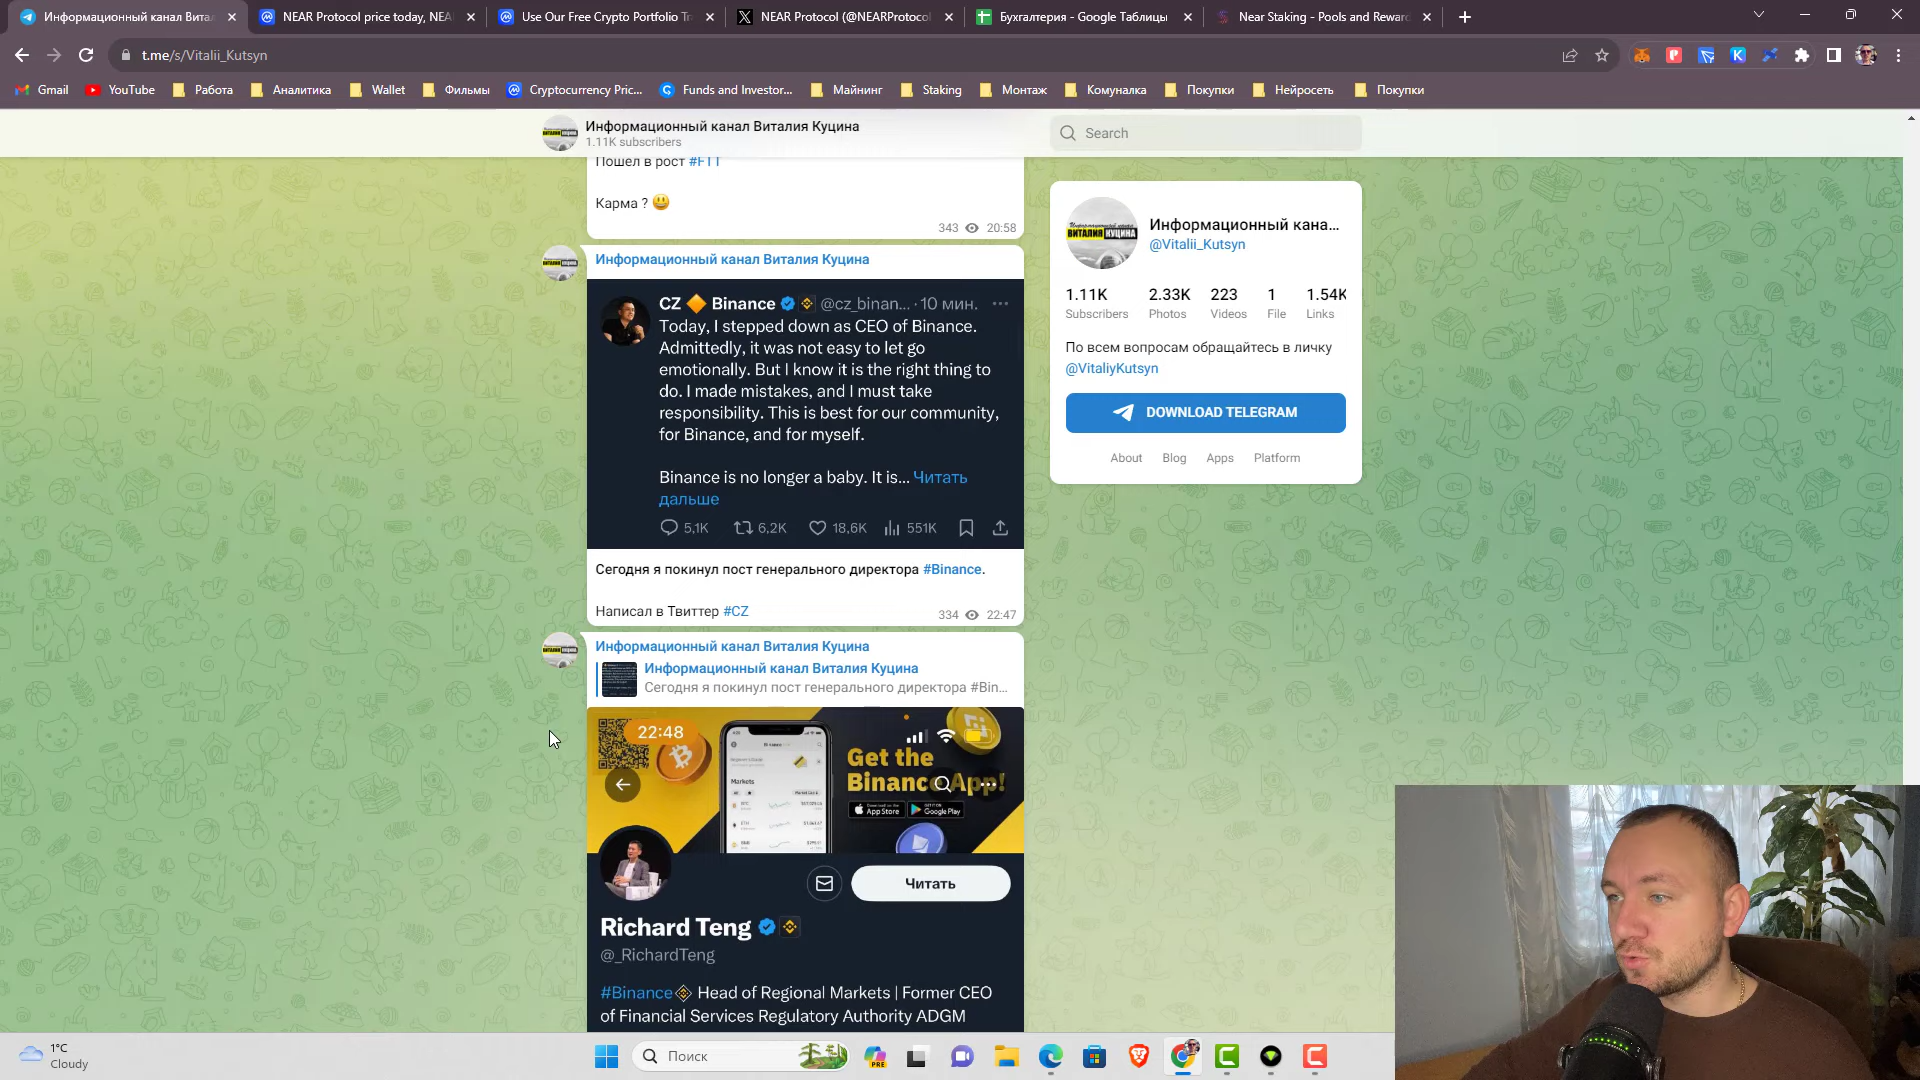 Информационный канал Вита
NEAR Protocol price today, NEA
Use Our Free Crypto Portfolio Tr
NEAR Protocol (@NEARProtocol
Бухгалтерия - Google Таблицы
Near Staking - Pools and Reward
t.me/s/Vitalii_Kutsyn
Gmail
YouTube
Работа
Аналитика
Wallet
Фильмы
Cryptocurrency Pric...
Funds and Investor...
Майнинг
Staking
Монтаж
Комуналка
Покупки
Нейросеть
Покупки
Информационный канал Виталия Куцина
1.11K subscribers
Search
Пошел в рост #FTT
Карма ? 😃
343 20:58
Информационный канал Виталия Куцина
CZ 🔶 Binance @cz_binan... · 10 мин.
Today, I stepped down as CEO of Binance.
Admittedly, it was not easy to let go
emotionally. But I know it is the right thing to
do. I made mistakes, and I must take
responsibility. This is best for our community,
for Binance, and for myself.
Binance is no longer a baby. It is... Читать
дальше
5,1K 6,2K 18,6K 551K
Сегодня я покинул пост генерального директора #Binance.
Написал в Твиттер #CZ
334 22:47
Информационный канал Виталия Куцина
Информационный канал Виталия Куцина
Сегодня я покинул пост генерального директора #Bin...
22:48
Markets
Get the
Binance App!
App Store
Google Play
Читать
Richard Teng
@_RichardTeng
#Binance Head of Regional Markets | Former CEO
of Financial Services Regulatory Authority ADGM
ВИТАЛИЯ КУЦИНА
Информационный кана...
@Vitalii_Kutsyn
1.11K 2.33K 223 1 1.54K
Subscribers Photos Videos File Links
По всем вопросам обращайтесь в личку
@VitaliyKutsyn
DOWNLOAD TELEGRAM
About Blog Apps Platform
1°C
Cloudy
Поиск
PRE